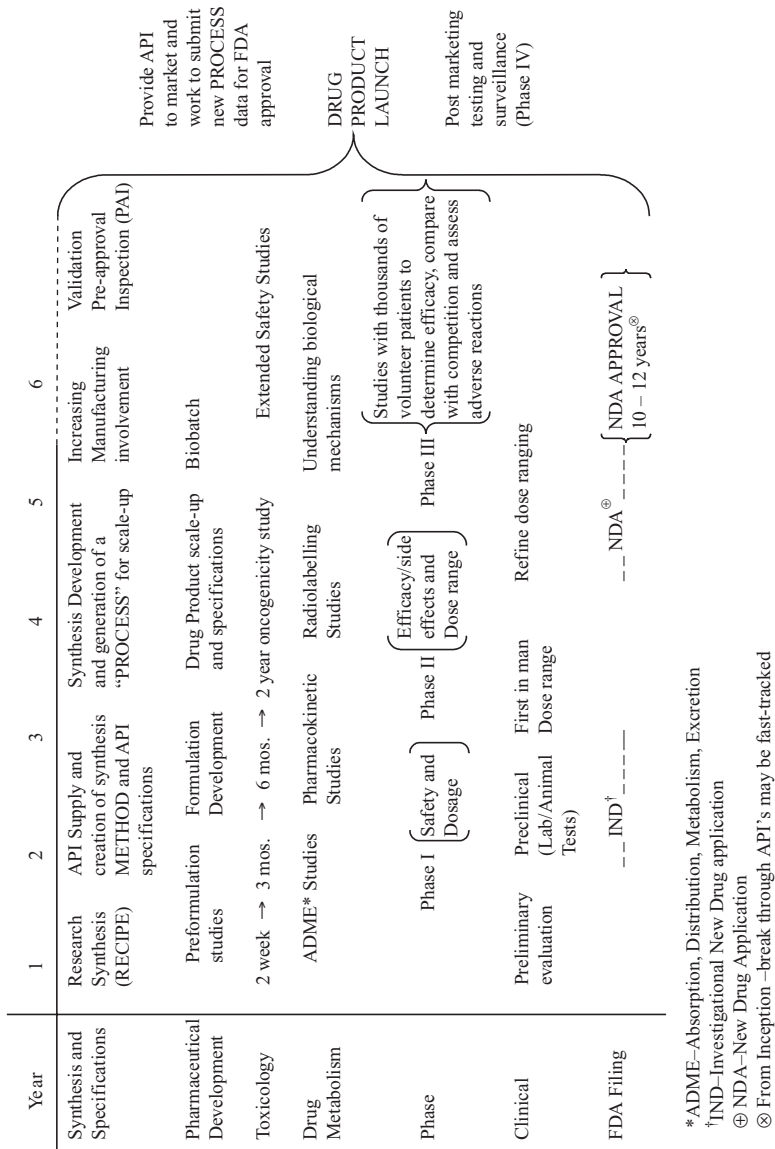 Year
1
2
3
4
5
6
Synthesis and
Specifications
Research
Synthesis
(RECIPE)
API Supply and
creation of synthesis
METHOD and API
specifications
Synthesis Development
and generation of a
“PROCESS” for scale-up
Increasing
Manufacturing
involvement
Validation
Pre-approval
Inspection (PAI)
Provide API
to market and
work to submit
new PROCESS
data for FDA
approval
Pharmaceutical
Development
Preformulation
studies
Formulation
Development
Drug Product scale-up
and specifications
Biobatch
Toxicology
2 week → 3 mos. → 6 mos. → 2 year oncogenicity study
Extended Safety Studies
Drug
Metabolism
ADME* Studies
Pharmacokinetic
Studies
Radiolabelling
Studies
Understanding biological
mechanisms
DRUG
PRODUCT
LAUNCH
Phase
Phase I
Safety and
Dosage
Phase II
Efficacy/side
effects and
Dose range
Phase III
Studies with thousands of
volunteer patients to
determine efficacy, compare
with competition and assess
adverse reactions
Post marketing
testing and
surveillance
(Phase IV)
Clinical
Preliminary
evaluation
Preclinical
(Lab/Animal
Tests)
First in man
Dose range
Refine dose ranging
FDA Filing
_ _ IND† _ _ _ _ _
_ _ NDA⊕ _ _ _ _
NDA APPROVAL
10 – 12 years⊗
*ADME–Absorption, Distribution, Metabolism, Excretion
†IND–Investigational New Drug application
⊕ NDA–New Drug Application
⊗ From Inception –break through API's may be fast-tracked